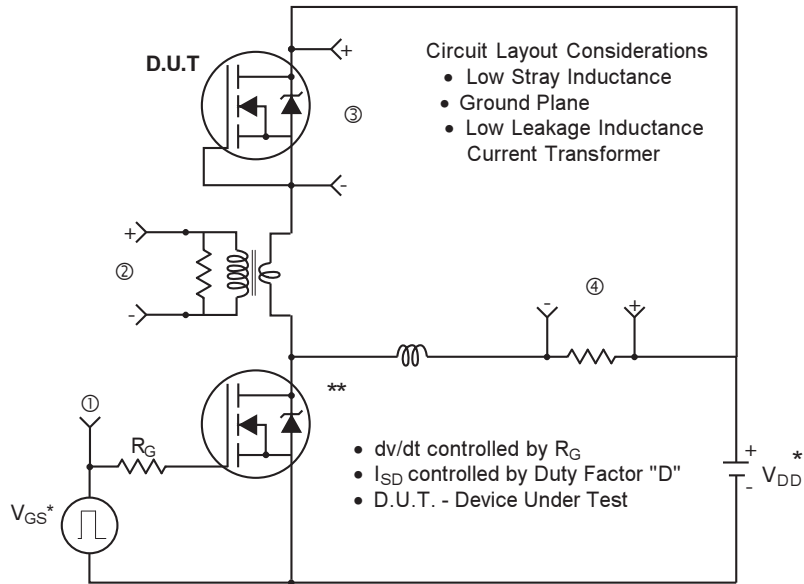 D.U.T
+
Circuit Layout Considerations
• Low Stray Inductance
③
• Ground Plane
• Low Leakage Inductance
Current Transformer
-
+
②
④
-
-
+
**
①
R_G
• dv/dt controlled by R_G
• I_SD controlled by Duty Factor "D"
• D.U.T. - Device Under Test
+
-
V_DD*
V_GS*